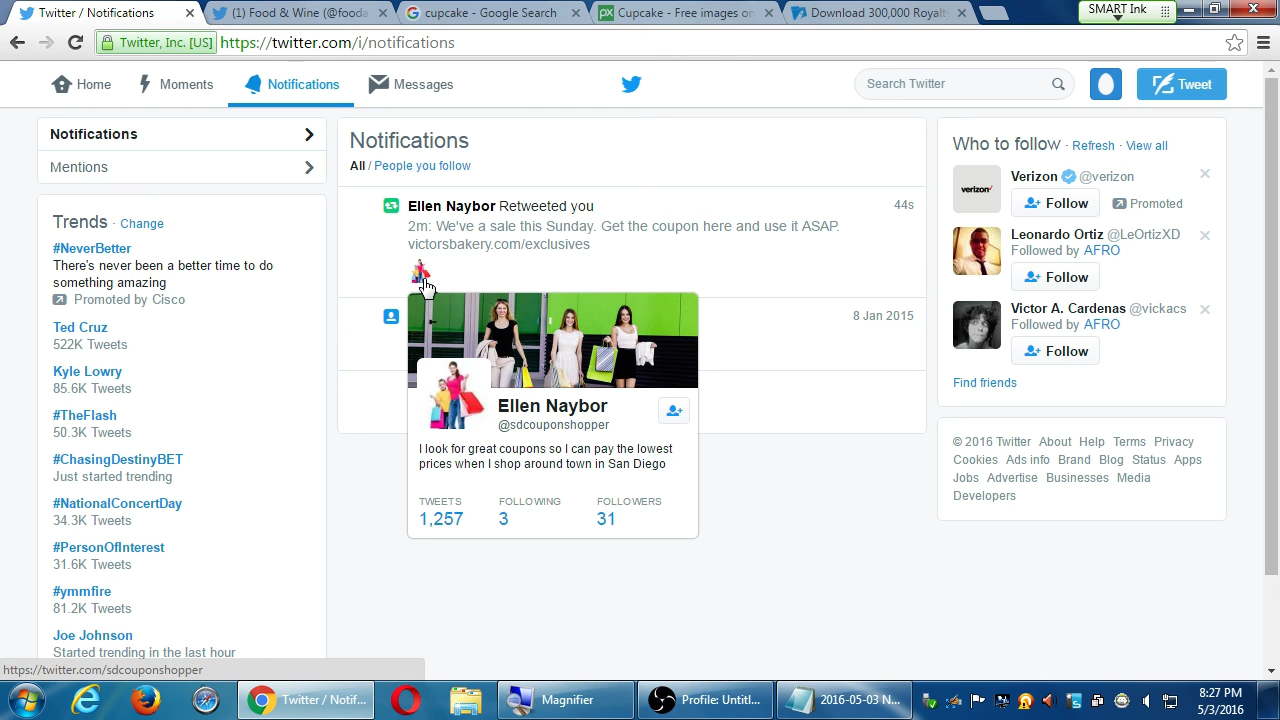 Twitter / Notifications
(1) Food & Wine (@fooda
cupcake - Google Search
Cupcake - Free images on
Download 300,000 Royalt
SMART Ink
Twitter, Inc. [US]
https://twitter.com/i/notifications
Home
Moments
Notifications
Messages
Search Twitter
Tweet
Notifications
Mentions
Trends · Change
#NeverBetter
There's never been a better time to do
something amazing
Promoted by Cisco
Ted Cruz
522K Tweets
Kyle Lowry
85.6K Tweets
#TheFlash
50.3K Tweets
#ChasingDestinyBET
Just started trending
#NationalConcertDay
34.3K Tweets
#PersonOfInterest
31.6K Tweets
#ymmfire
81.2K Tweets
Joe Johnson
Started trending in the last hour
Notifications
All / People you follow
Ellen Naybor Retweeted you
44s
2m: We've a sale this Sunday. Get the coupon here and use it ASAP.
victorsbakery.com/exclusives
8 Jan 2015
Ellen Naybor
@sdcouponshopper
I look for great coupons so I can pay the lowest
prices when I shop around town in San Diego
TWEETS FOLLOWING FOLLOWERS
1,257 3 31
Who to follow · Refresh · View all
Verizon @verizon
verizon
Follow
Promoted
Leonardo Ortiz @LeOrtizXD
Followed by AFRO
Follow
Victor A. Cardenas @vickacs
Followed by AFRO
Follow
Find friends
© 2016 Twitter About Help Terms Privacy
Cookies Ads info Brand Blog Status Apps
Jobs Advertise Businesses Media
Developers
https://twitter.com/sdcouponshopper
Twitter / Notif...
Magnifier
Profile: Untitl...
2016-05-03 N...
8:27 PM
5/3/2016